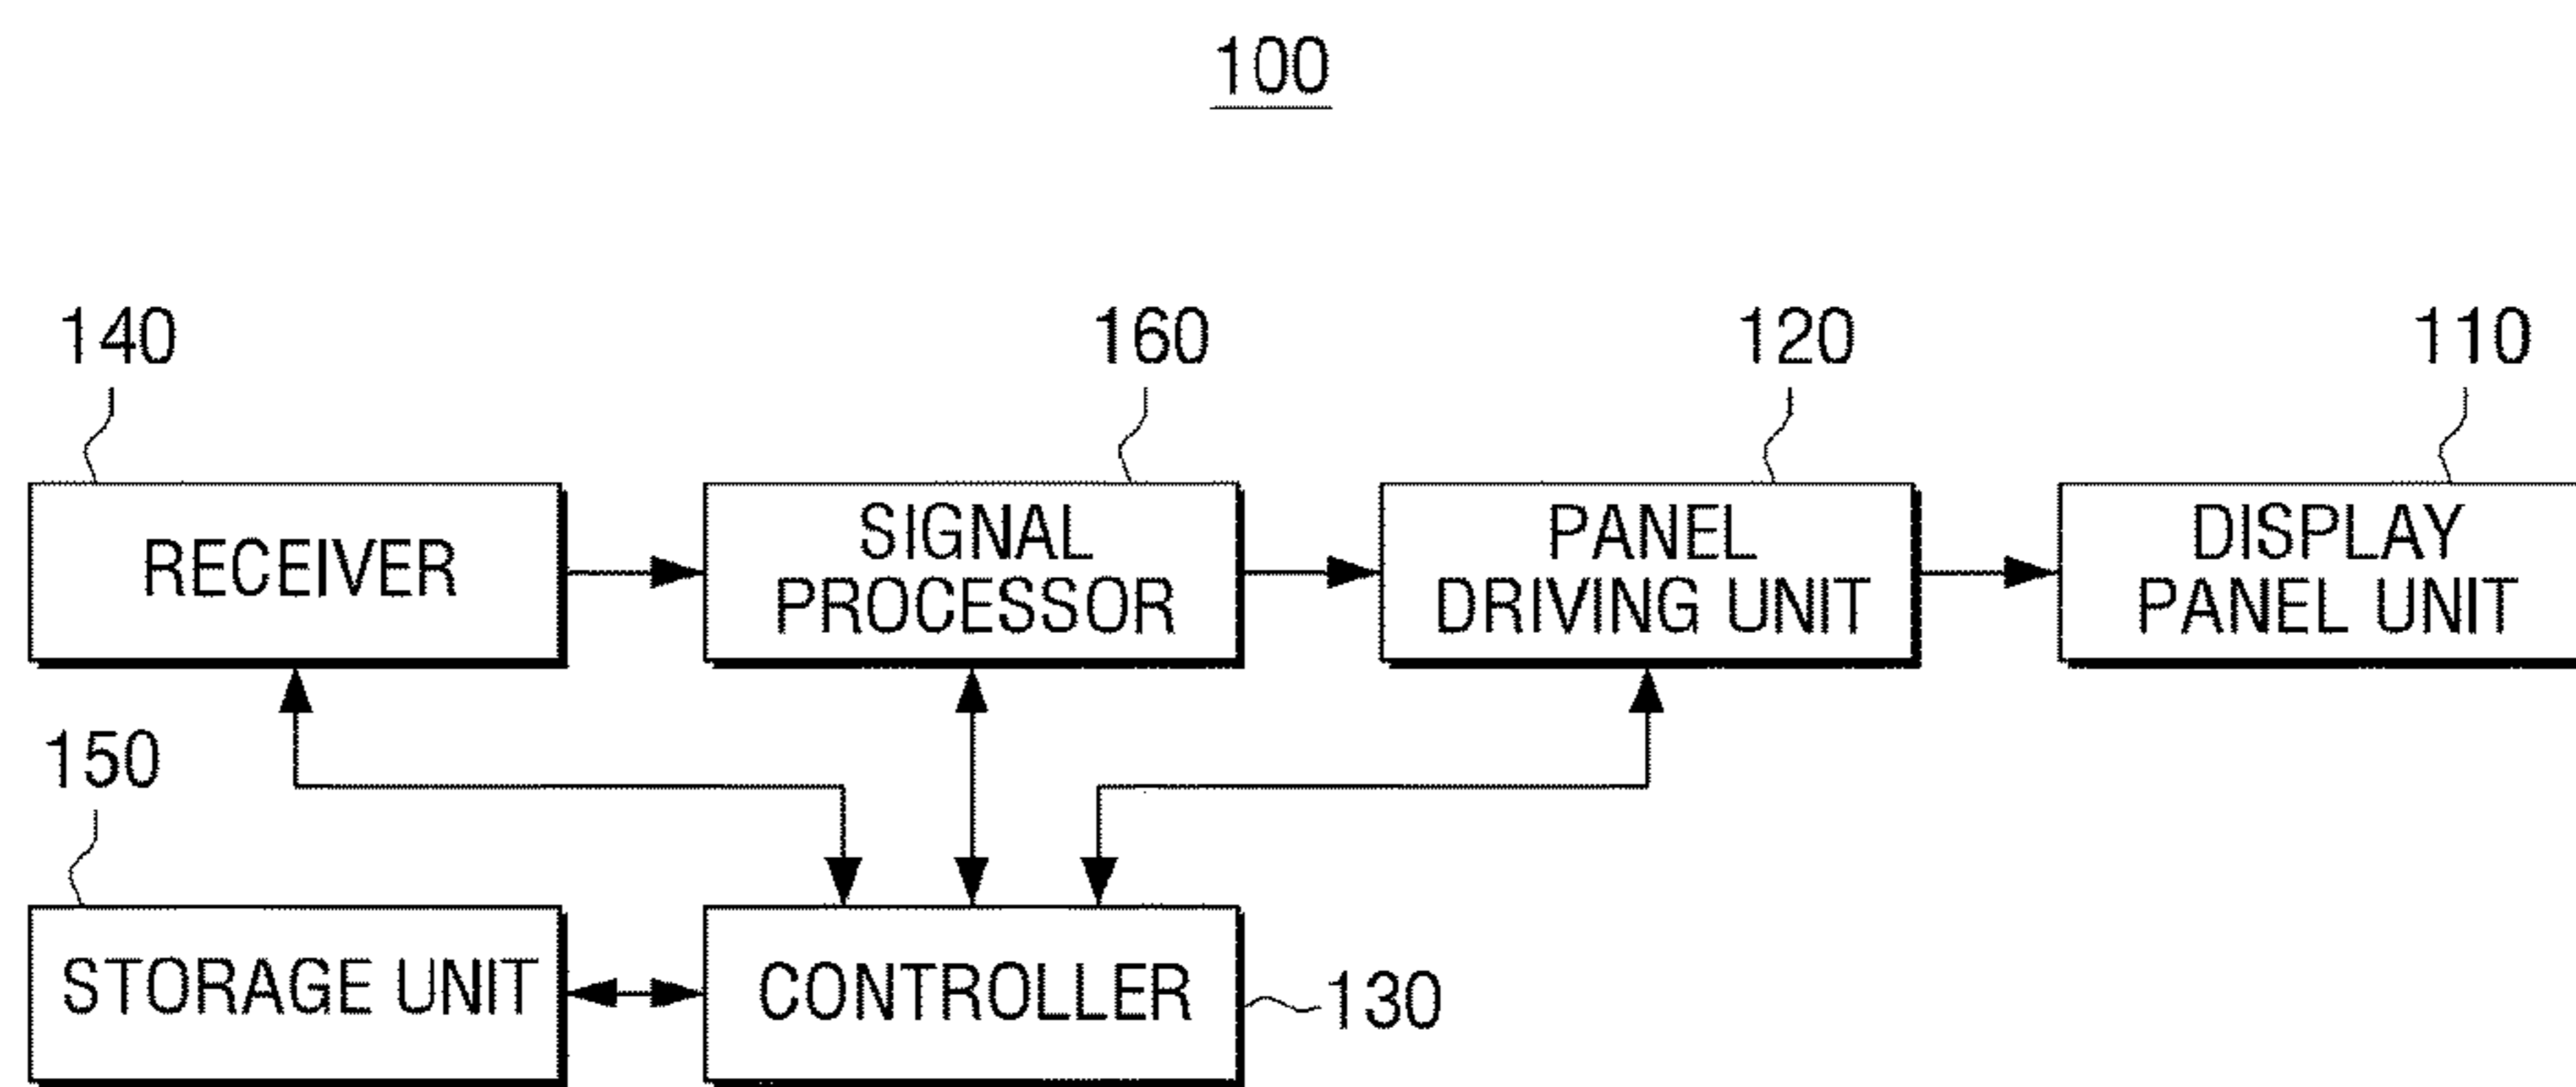 100
140
160
120
110
RECEIVER
SIGNAL
PROCESSOR
PANEL
DRIVING UNIT
DISPLAY
PANEL UNIT
150
STORAGE UNIT
CONTROLLER
130